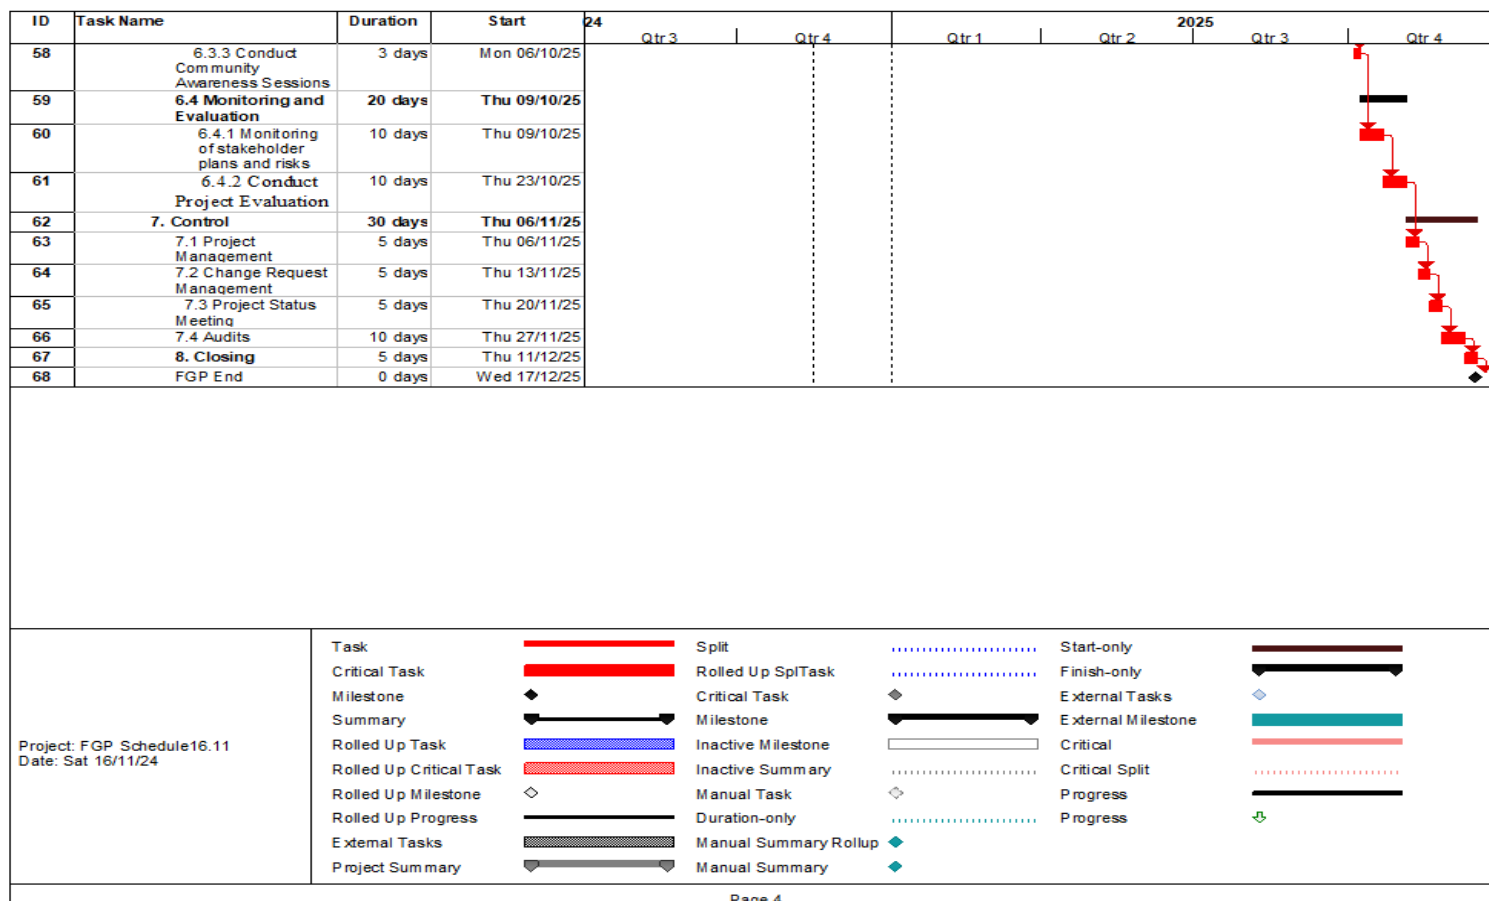 ID Task Name Duration Start 24 2025
Qtr 3 Qtr 4 Qtr 1 Qtr 2 Qtr 3 Qtr 4
58 6.3.3 Conduct 3 days Mon 06/10/25
Community
Awareness Sessions
59 6.4 Monitoring and 20 days Thu 09/10/25
Evaluation
60 6.4.1 Monitoring 10 days Thu 09/10/25
of stakeholder
plans and risks
61 6.4.2 Conduct 10 days Thu 23/10/25
Project Evaluation
62 7. Control 30 days Thu 06/11/25
63 7.1 Project 5 days Thu 06/11/25
Management
64 7.2 Change Request 5 days Thu 13/11/25
Management
65 7.3 Project Status 5 days Thu 20/11/25
Meeting
66 7.4 Audits 10 days Thu 27/11/25
67 8. Closing 5 days Thu 11/12/25
68 FGP End 0 days Wed 17/12/25
Project: FGP Schedule16.11
Date: Sat 16/11/24
Task Split Start-only
Critical Task Rolled Up SplTask Finish-only
Milestone Critical Task External Tasks
Summary Milestone External Milestone
Rolled Up Task Inactive Milestone Critical
Rolled Up Critical Task Inactive Summary Critical Split
Rolled Up Milestone Manual Task Progress
Rolled Up Progress Duration-only Progress
External Tasks Manual Summary Rollup
Project Summary Manual Summary
Page 4